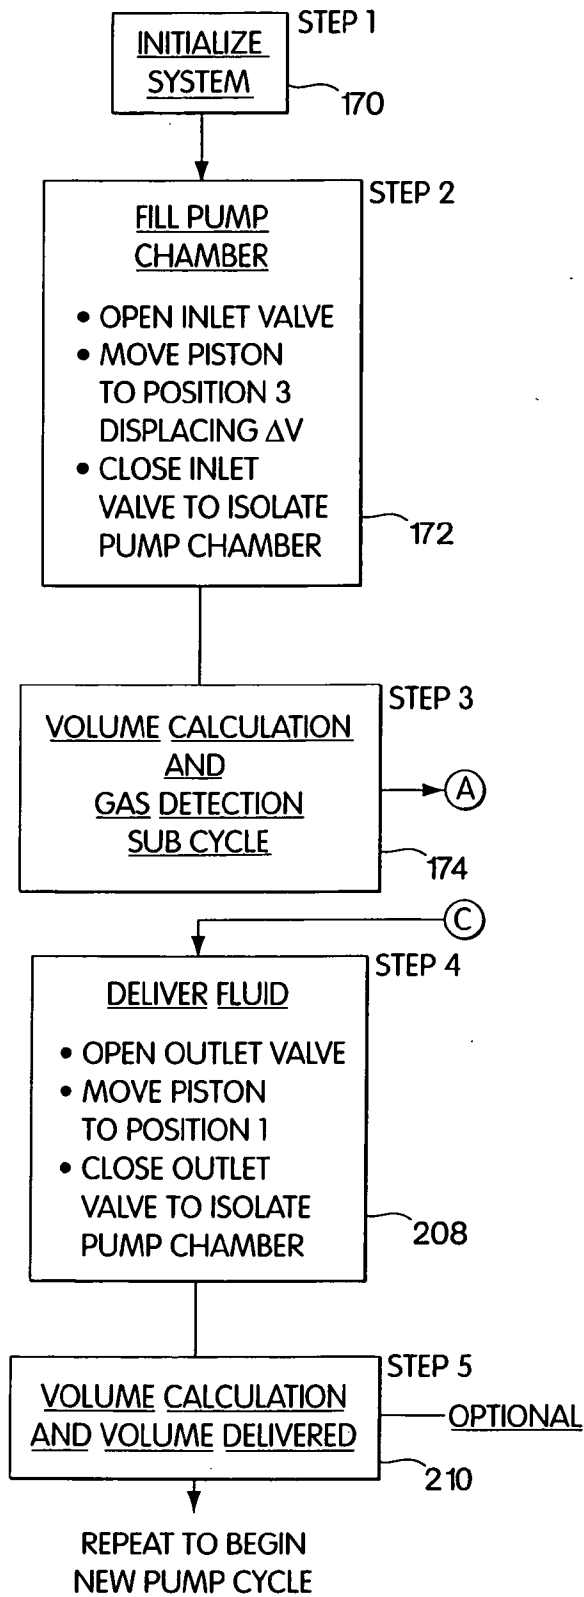 STEP 1
INITIALIZE
SYSTEM
170
STEP 2
FILL PUMP
CHAMBER
• OPEN INLET VALVE
• MOVE PISTON
TO POSITION 3
DISPLACING ΔV
• CLOSE INLET
VALVE TO ISOLATE
PUMP CHAMBER
172
STEP 3
VOLUME CALCULATION
AND
GAS DETECTION
SUB CYCLE
A
174
C
STEP 4
DELIVER FLUID
• OPEN OUTLET VALVE
• MOVE PISTON
TO POSITION 1
• CLOSE OUTLET
VALVE TO ISOLATE
PUMP CHAMBER
208
STEP 5
VOLUME CALCULATION
AND VOLUME DELIVERED
OPTIONAL
210
REPEAT TO BEGIN
NEW PUMP CYCLE